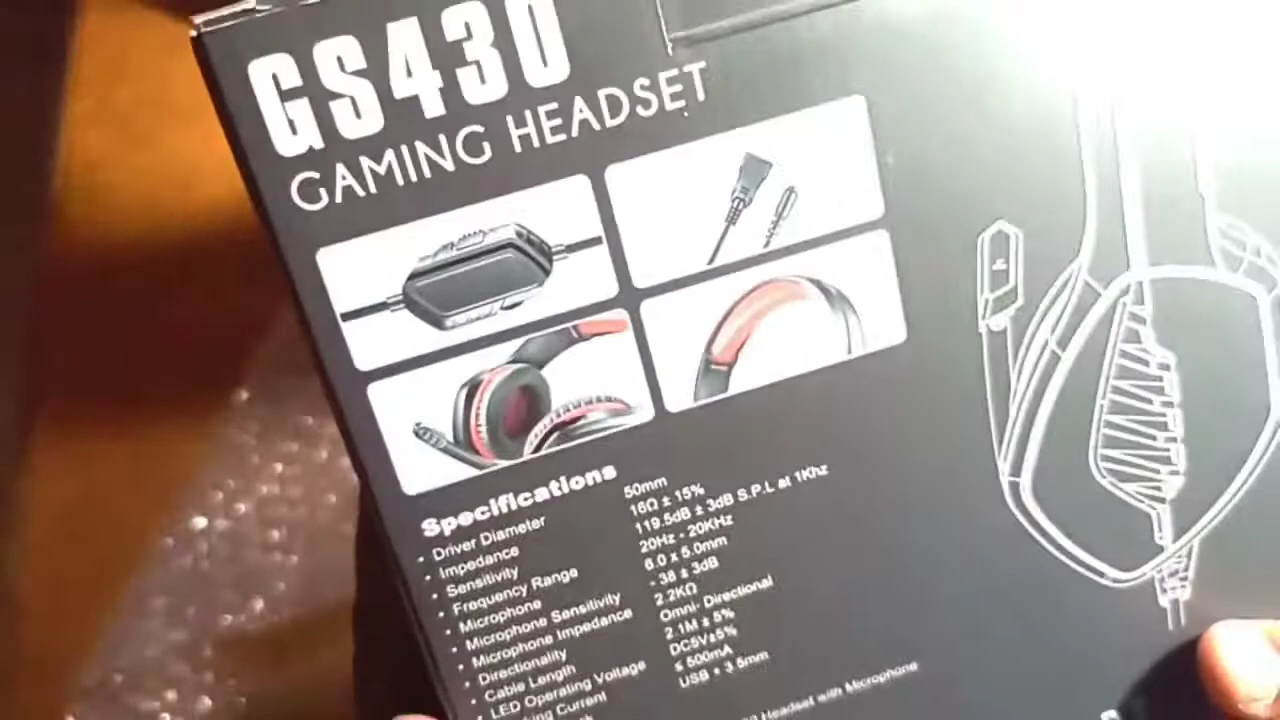 GS430
GAMING HEADSET
Specifications
• Driver Diameter 50mm
• Impedance 16Ω ± 15%
• Sensitivity 119.5dB ± 3dB S.P.L at 1Khz
• Frequency Range 20Hz - 20KHz
• Microphone 6.0 x 5.0mm
• Microphone Sensitivity - 38 ± 3dB
• Microphone Impedance 2.2KΩ
• Directionality Omni- Directional
• Cable Length 2.1M ± 5%
• LED Operating Voltage DC5V±5%
Current ≤ 500mA
USB + 3.5mm
Headset with Microphone